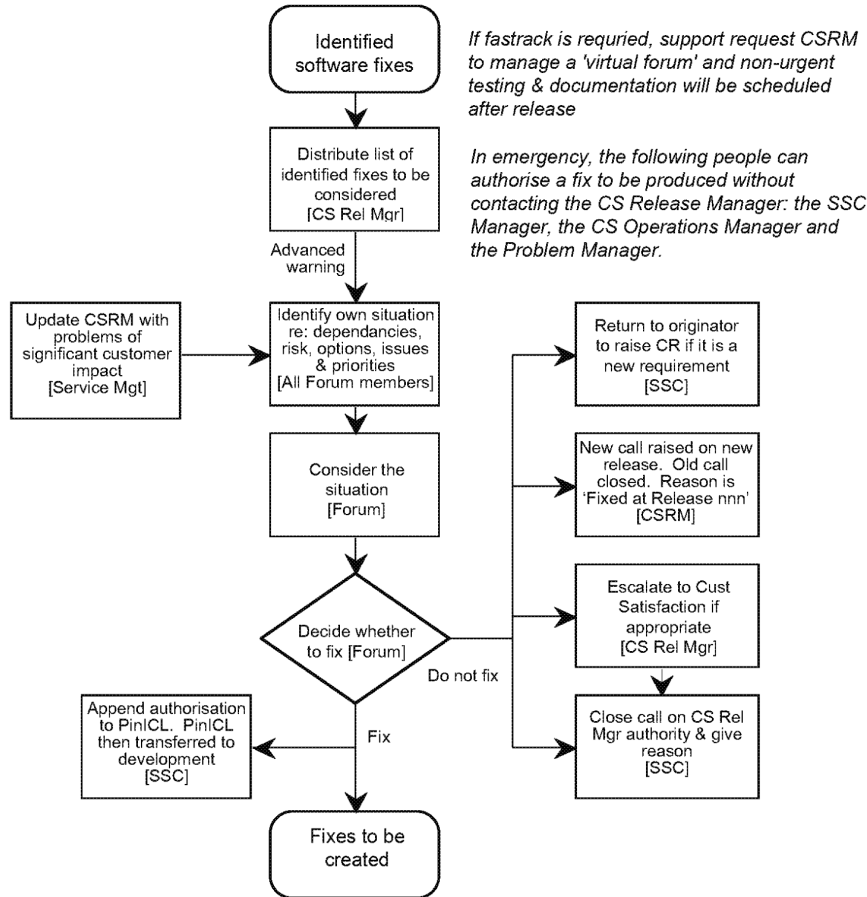 Identified
software fixes
If fastrack is requried, support request CSRM
to manage a 'virtual forum' and non-urgent
testing & documentation will be scheduled
after release
Distribute list of
identified fixes to be
considered
[CS Rel Mgr]
In emergency, the following people can
authorise a fix to be produced without
contacting the CS Release Manager: the SSC
Manager, the CS Operations Manager and
the Problem Manager.
Advanced
warning
Update CSRM with
problems of
significant customer
impact
[Service Mgt]
Identify own situation
re: dependancies,
risk, options, issues
& priorities
[All Forum members]
Return to originator
to raise CR if it is a
new requirement
[SSC]
Consider the
situation
[Forum]
New call raised on new
release. Old call
closed. Reason is
‘Fixed at Release nnn’
[CSRM]
Decide whether
to fix [Forum]
Do not fix
Escalate to Cust
Satisfaction if
appropriate
[CS Rel Mgr]
Append authorisation
to PinICL. PinICL
then transferred to
development
[SSC]
Fix
Close call on CS Rel
Mgr authority & give
reason
[SSC]
Fixes to be
created